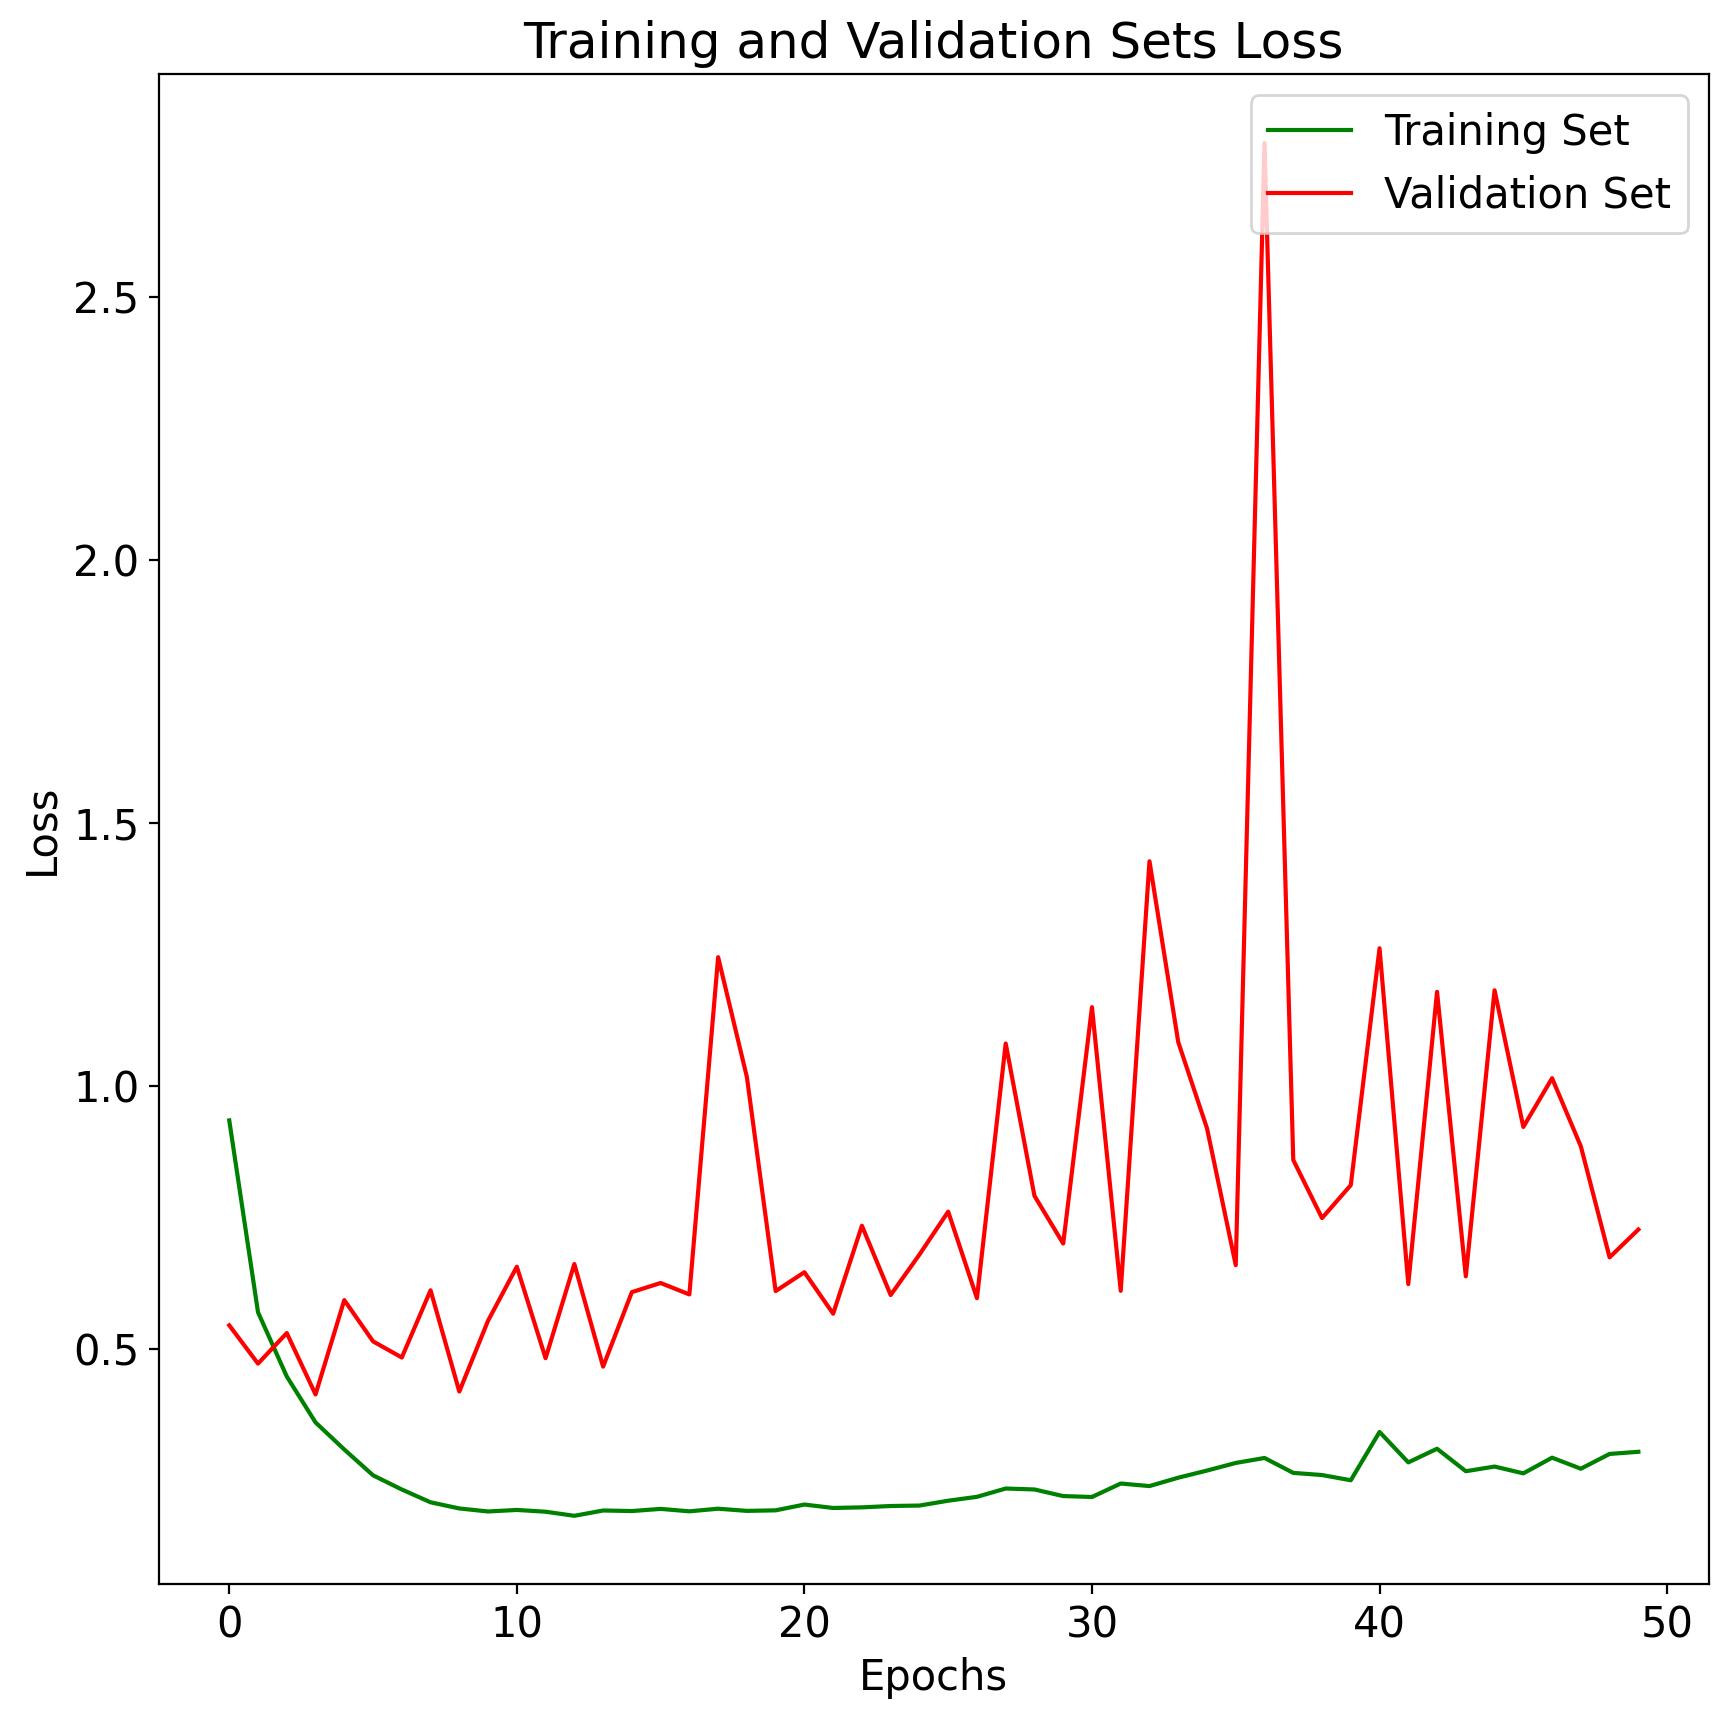 Training and Validation Sets Loss
Training Set
Validation Set
2.5
2.0
1.5
1.0
0.5
Loss
0 10 20 30 40 50
Epochs